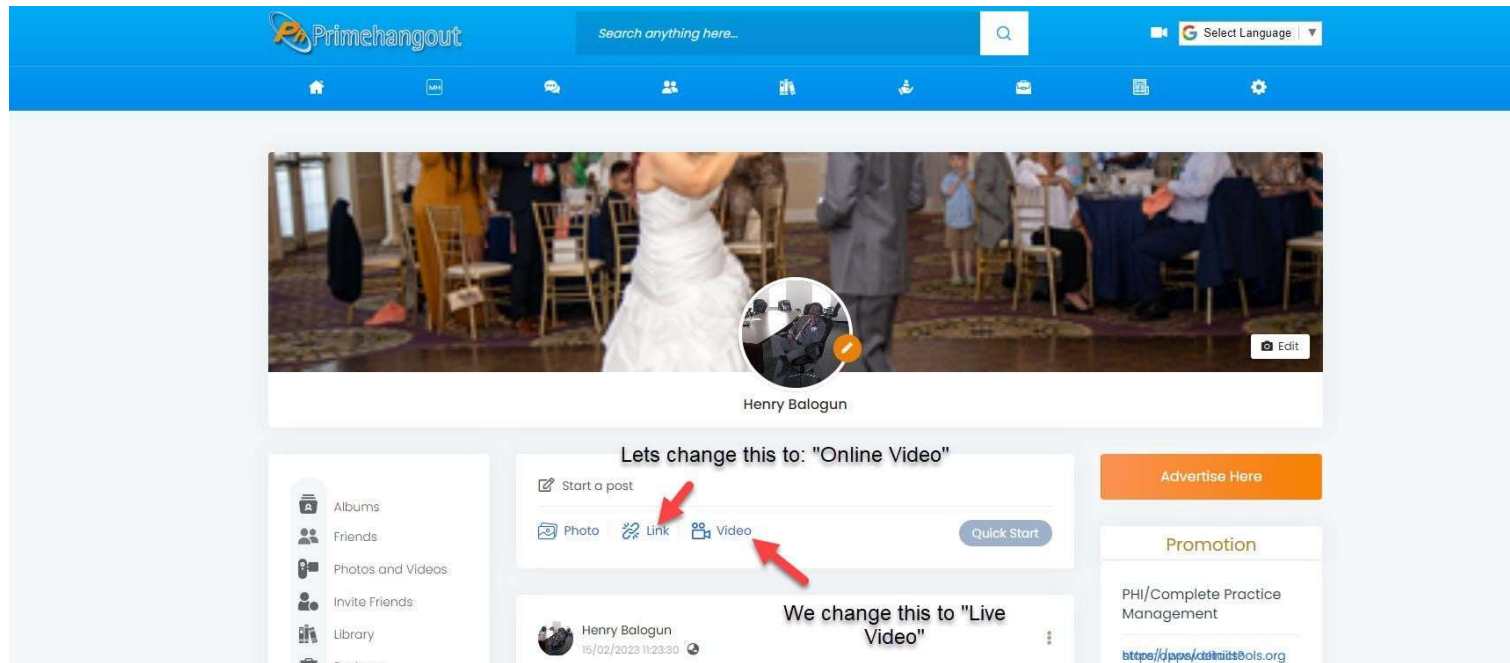 Primehangout
Search anything here...
Select Language
MH
Edit
Henry Balogun
Lets change this to: "Online Video"
Advertise Here
Start a post
Albums
Photo Link Video Quick Start
Friends
Promotion
Photos and Videos
PHI/Complete Practice
Management
Invite Friends
We change this to "Live
Video"
Henry Balogun
Library
15/02/2023 11:23:30